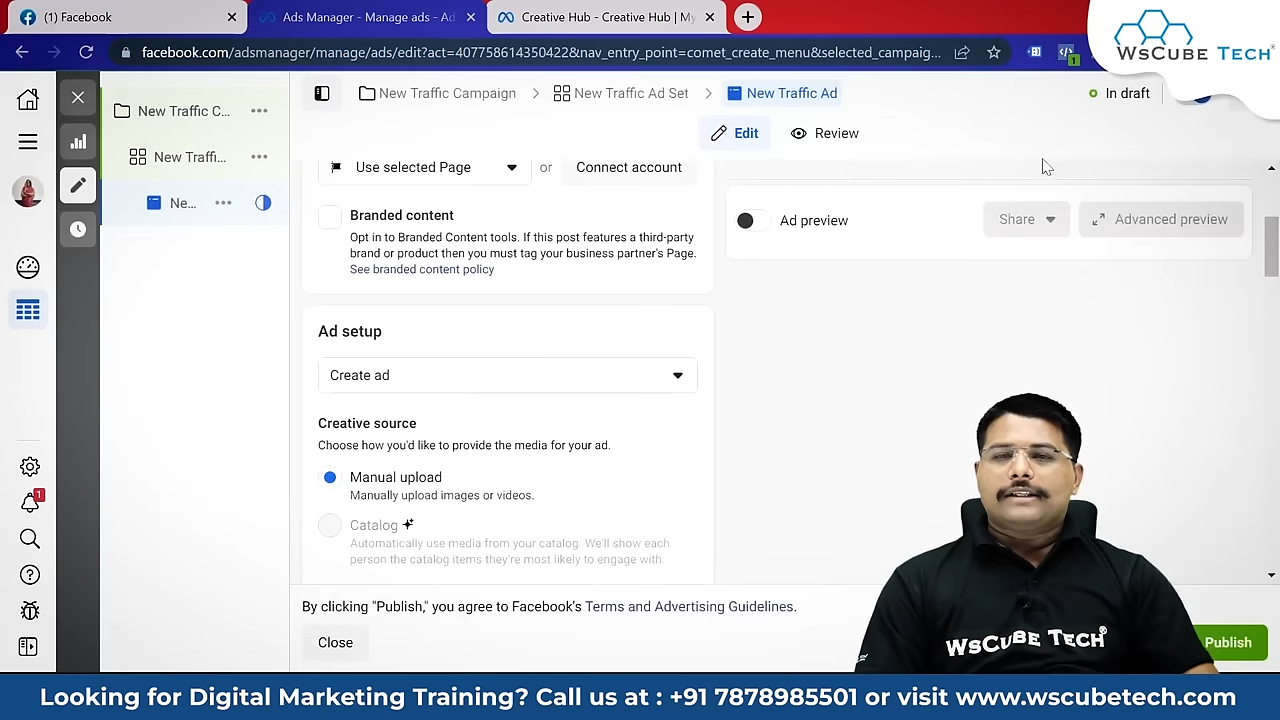 (1) Facebook
Ads Manager - Manage ads - Ad
Creative Hub - Creative Hub | My
facebook.com/adsmanager/manage/ads/edit?act=4077586143504228&nav_entry_point=comet_create_menu&selected_campaig...
1
WSCUBE TECH®
New Traffic C...
New Traffi...
Ne...
New Traffic Campaign
New Traffic Ad Set
New Traffic Ad
In draft
Edit
Review
Use selected Page
or
Connect account
Branded content
Opt in to Branded Content tools. If this post features a third-party
brand or product then you must tag your business partner's Page.
See branded content policy
Ad preview
Share
Advanced preview
Ad setup
Create ad
Creative source
Choose how you'd like to provide the media for your ad.
Manual upload
Manually upload images or videos.
Catalog
Automatically use media from your catalog. We'll show each
person the catalog items they're most likely to engage with.
1
By clicking "Publish," you agree to Facebook's Terms and Advertising Guidelines.
Close
Publish
WSCUBE TECH®
Looking for Digital Marketing Training? Call us at : +91 7878985501 or visit www.wscubetech.com